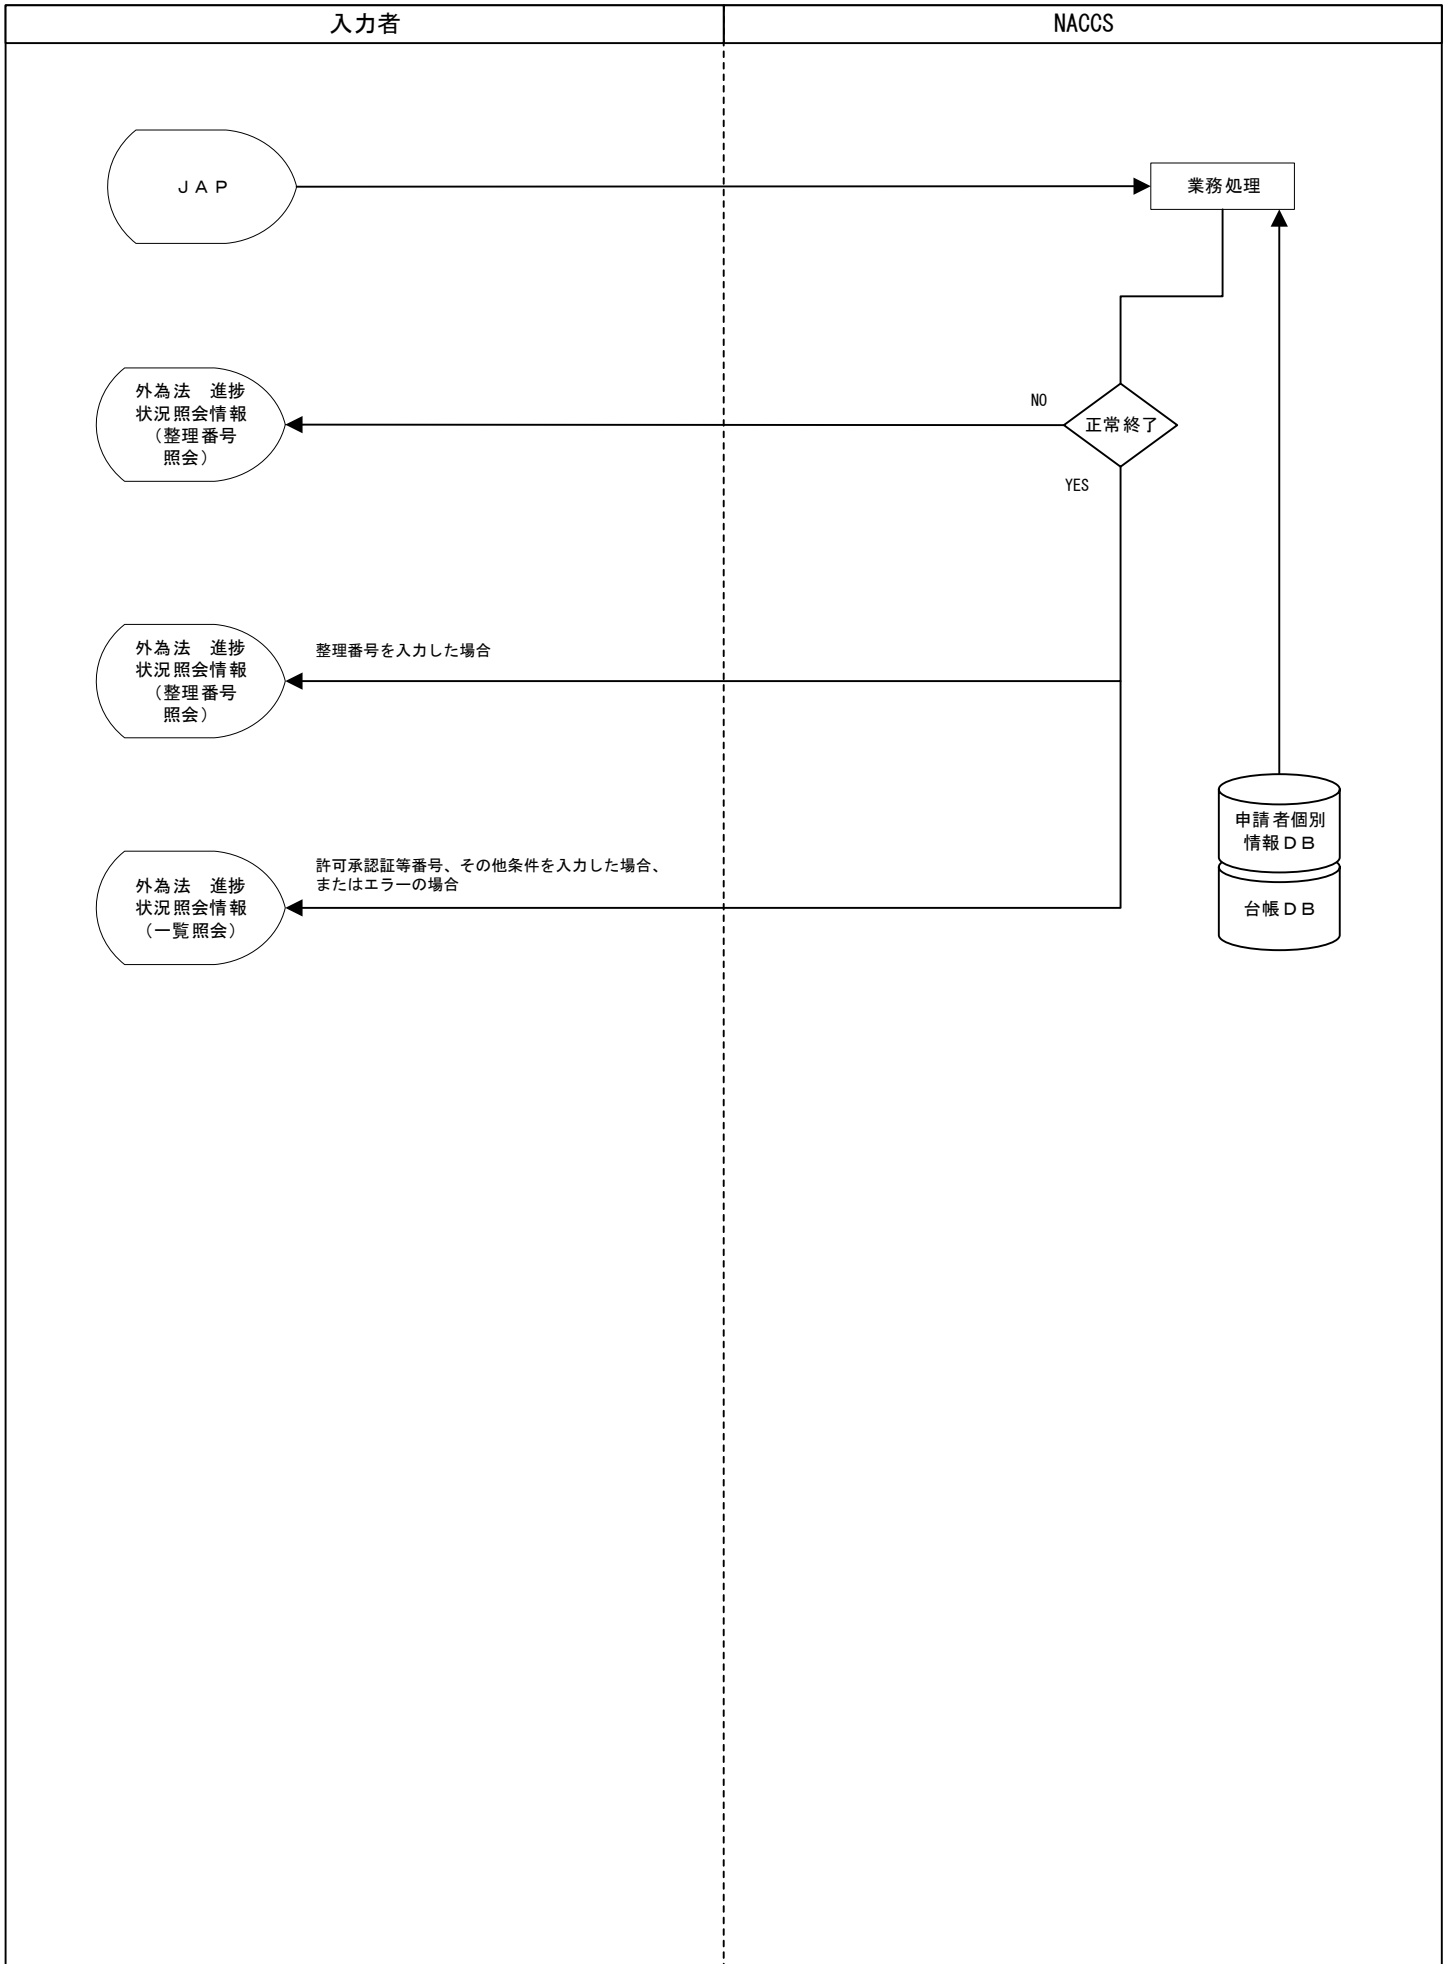 入力者
NACCS
ＪＡＰ
業務処理
外為法　進捗
状況照会情報
（整理番号
照会）
NO
正常終了
YES
外為法　進捗
状況照会情報
（整理番号
照会）
整理番号を入力した場合
申請者個別
情報ＤＢ
外為法　進捗
状況照会情報
（一覧照会）
許可承認証等番号、その他条件を入力した場合、
またはエラーの場合
台帳ＤＢ